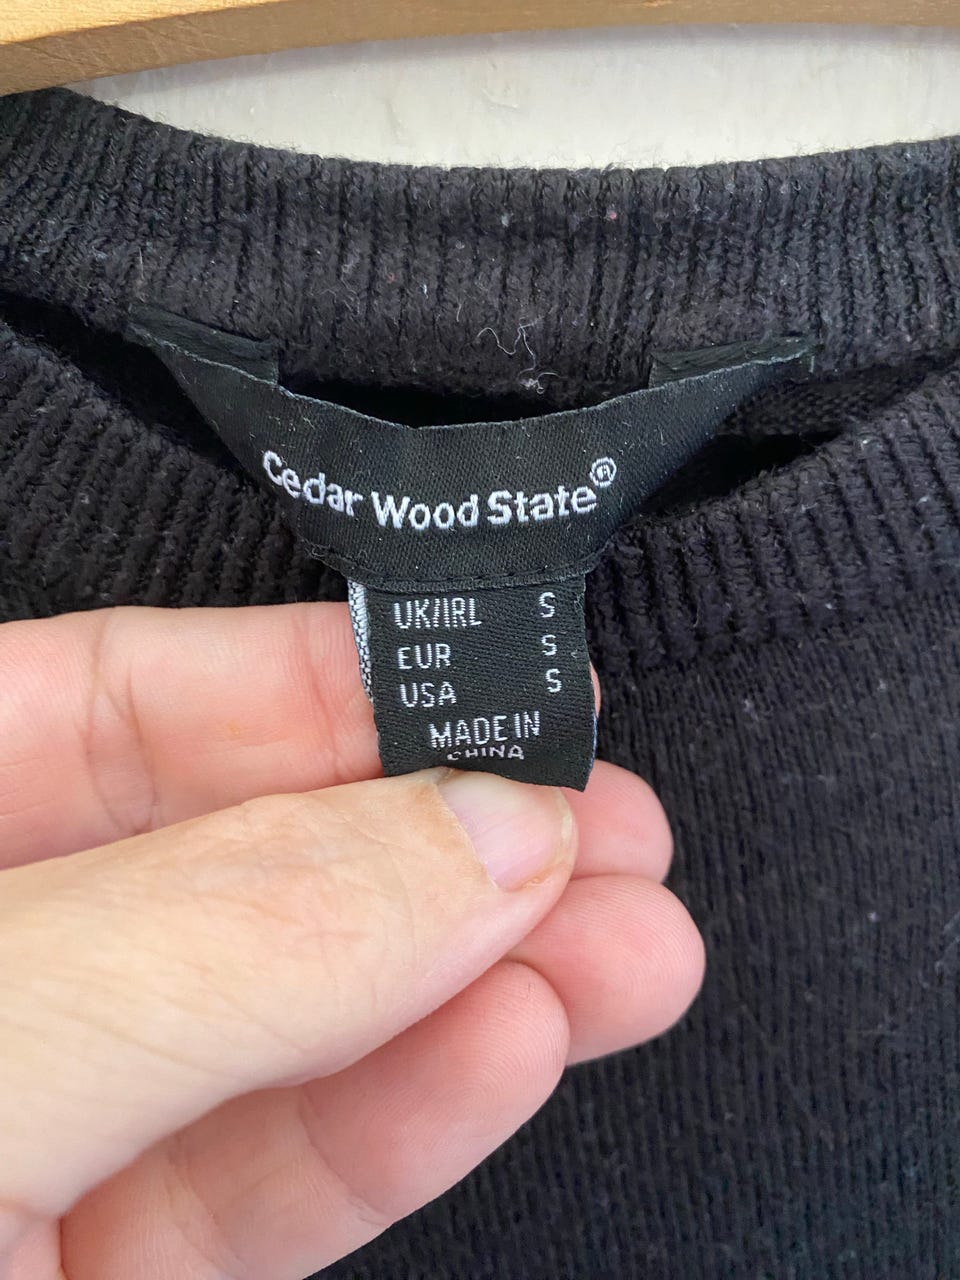 Cedar Wood State®
UK/IRL S
EUR S
USA S
MADE IN
CHINA